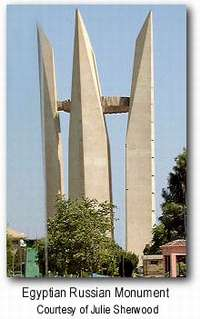 Egyptian Russian Monument
Courtesy of Julie Sherwood